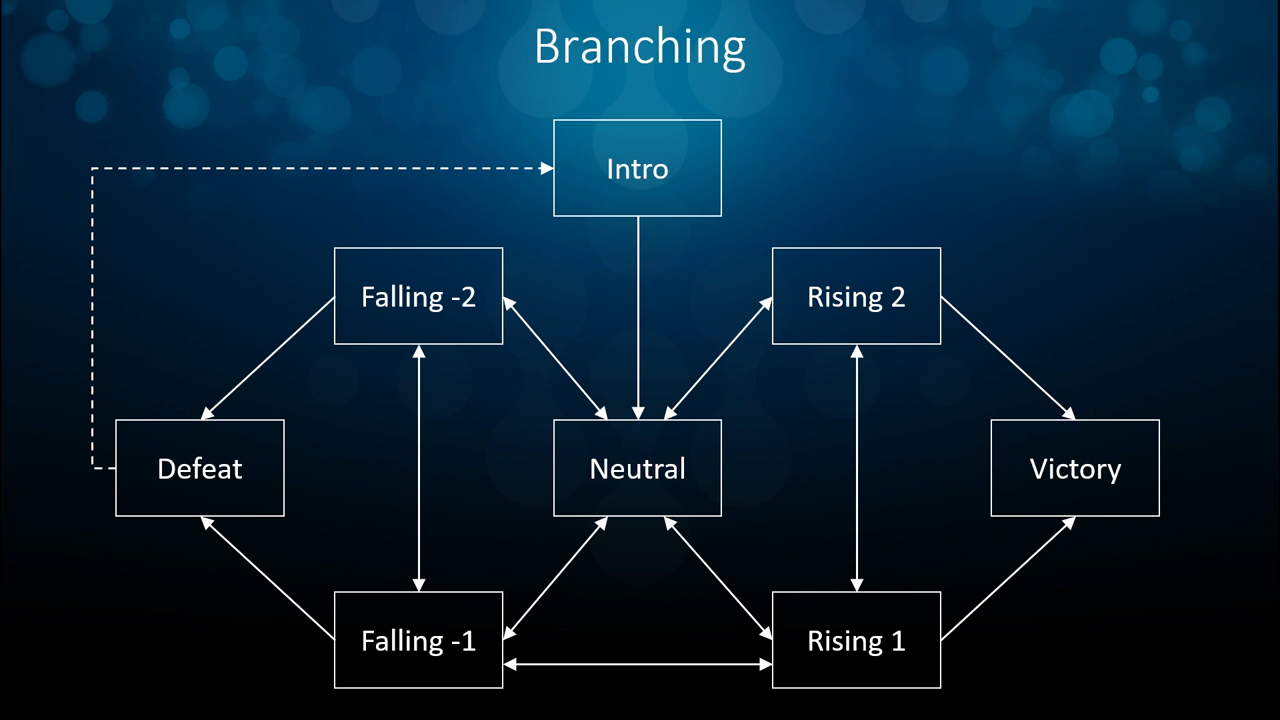 Branching
Intro
Falling -2
Rising 2
Defeat
Neutral
Victory
Falling -1
Rising 1